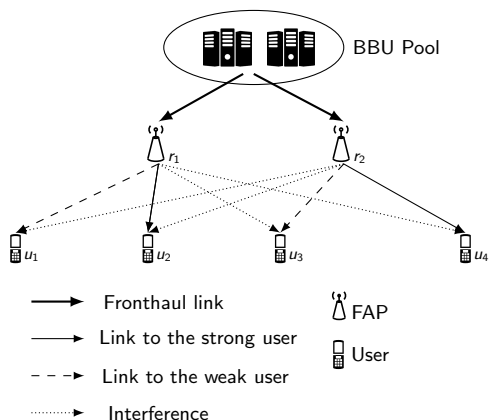 BBU Pool
r1
r2
u1
u2
u3
u4
Fronthaul link
FAP
Link to the strong user
User
Link to the weak user
Interference